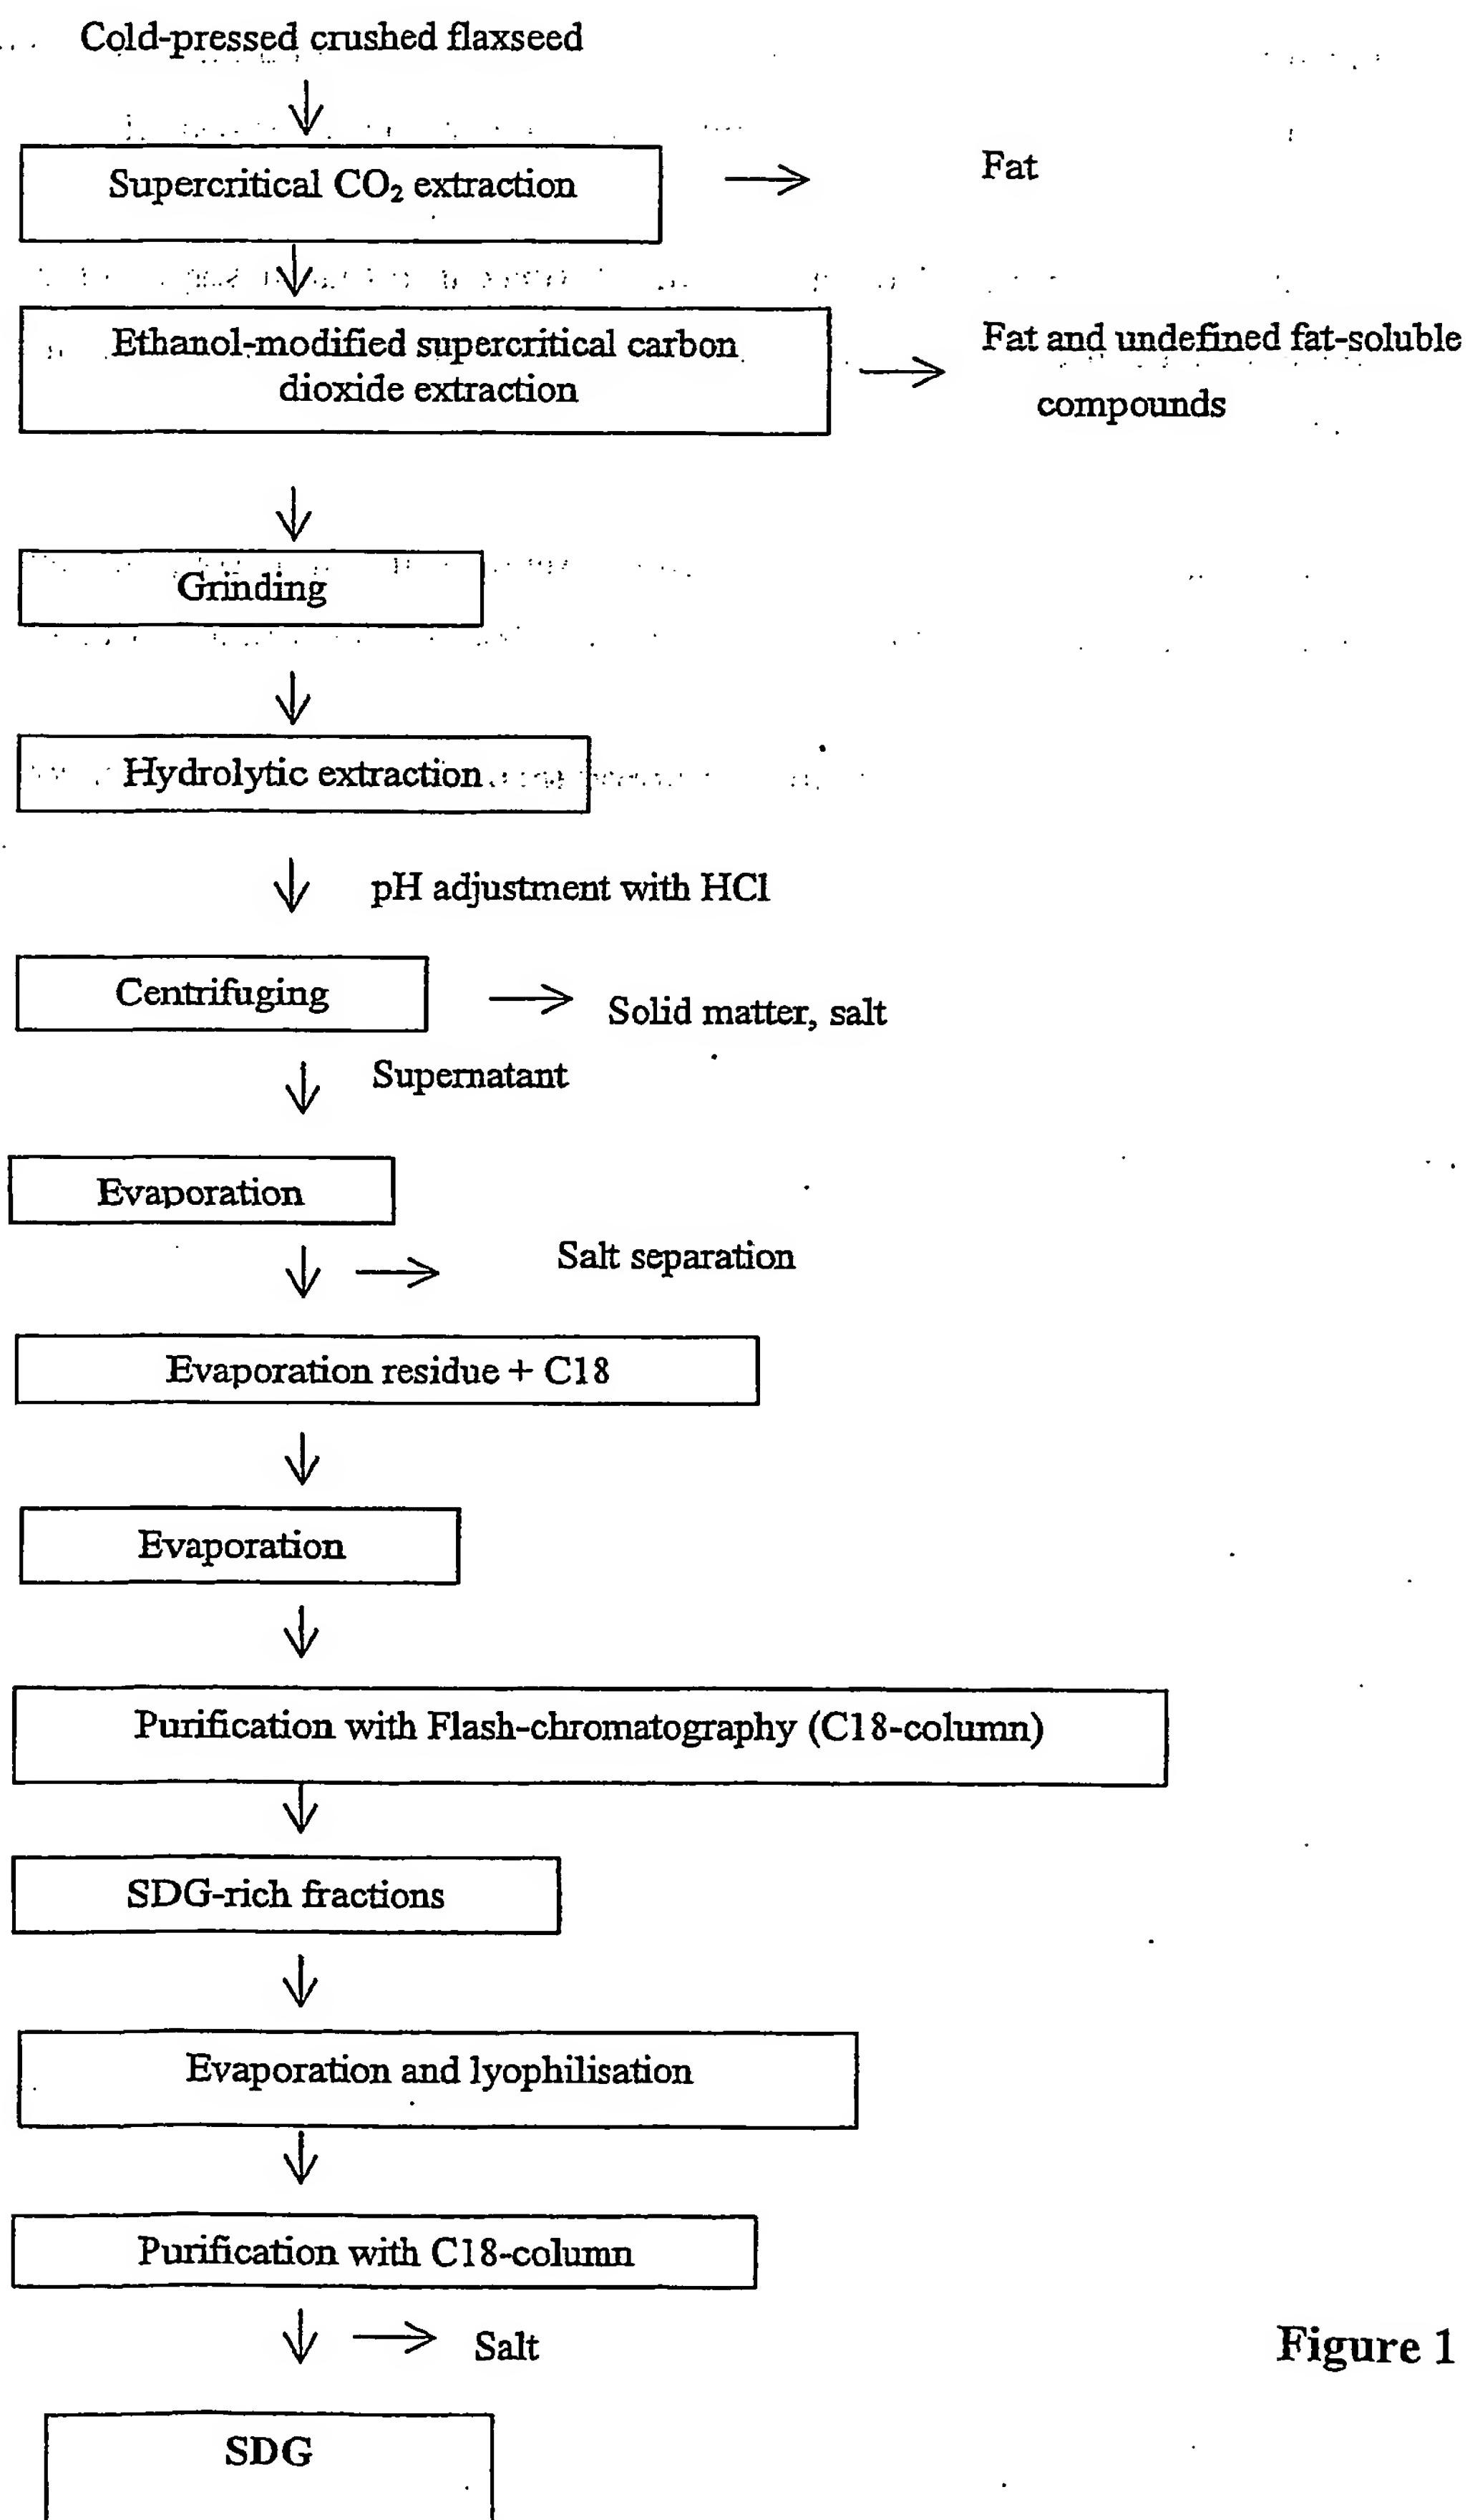 Cold-pressed crushed flaxseed
Supercritical CO₂ extraction
Fat
Ethanol-modified supercritical carbon
dioxide extraction
Fat and undefined fat-soluble
compounds
Grinding
Hydrolytic extraction
pH adjustment with HCl
Centrifuging
Solid matter, salt
Supernatant
Evaporation
Salt separation
Evaporation residue + C18
Evaporation
Purification with Flash-chromatography (C18-column)
SDG-rich fractions
Evaporation and lyophilisation
Purification with C18-column
Salt
Figure 1
SDG